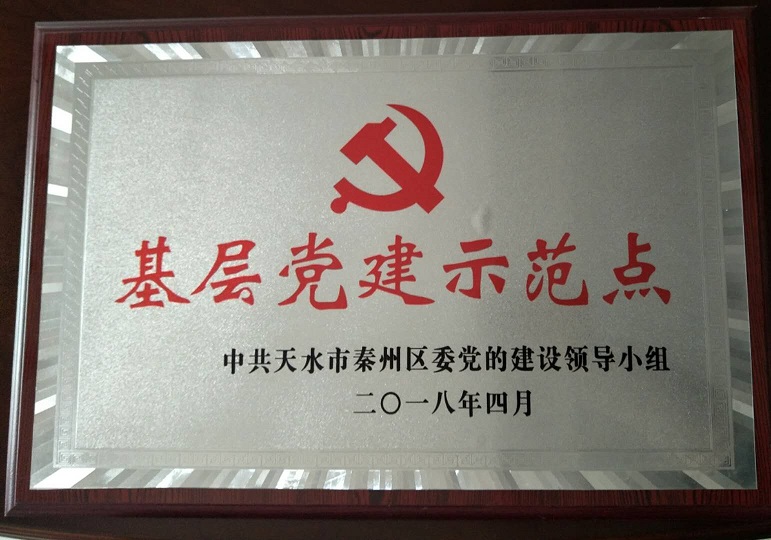 基层党建示范点
中共天水市秦州区委党的建设领导小组
二〇一八年四月